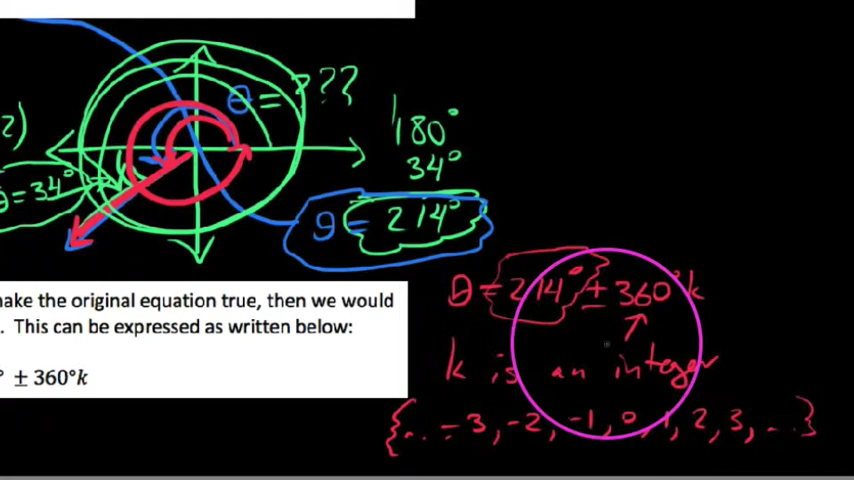 θ = ???
2)
180°
34°
θ = 34°
θ = 214°
θ = 214° ± 360°k
make the original equation true, then we would
. This can be expressed as written below:
° ± 360°k
k is an integer
{... -3, -2, -1, 0, 1, 2, 3, ...}